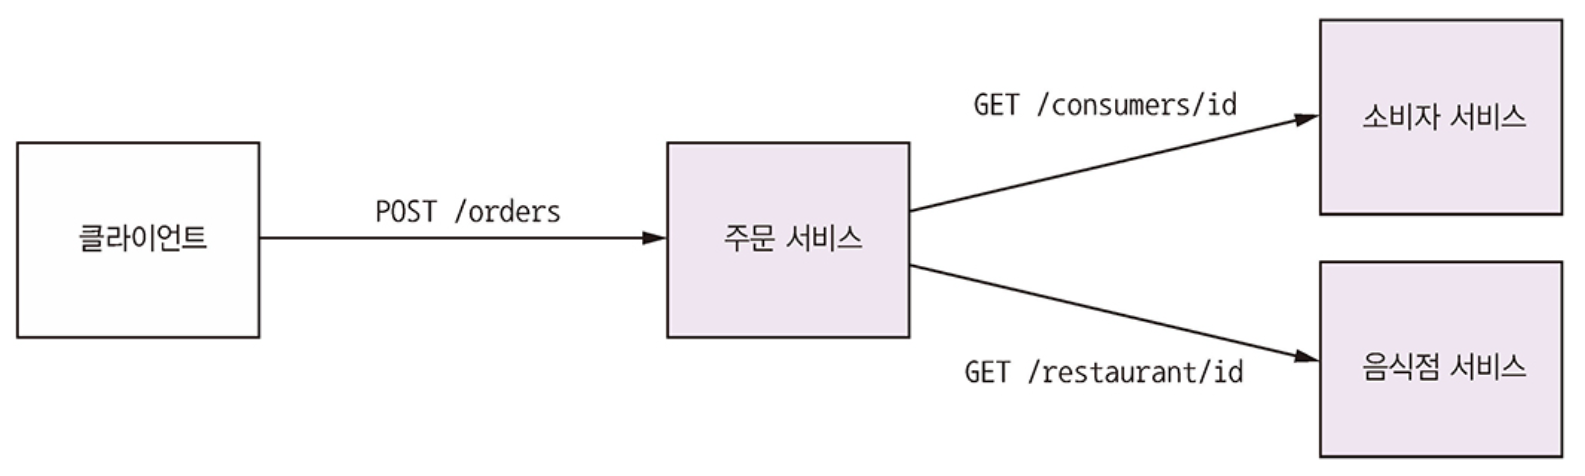 클라이언트
POST /orders
주문 서비스
GET /consumers/id
소비자 서비스
GET /restaurant/id
음식점 서비스